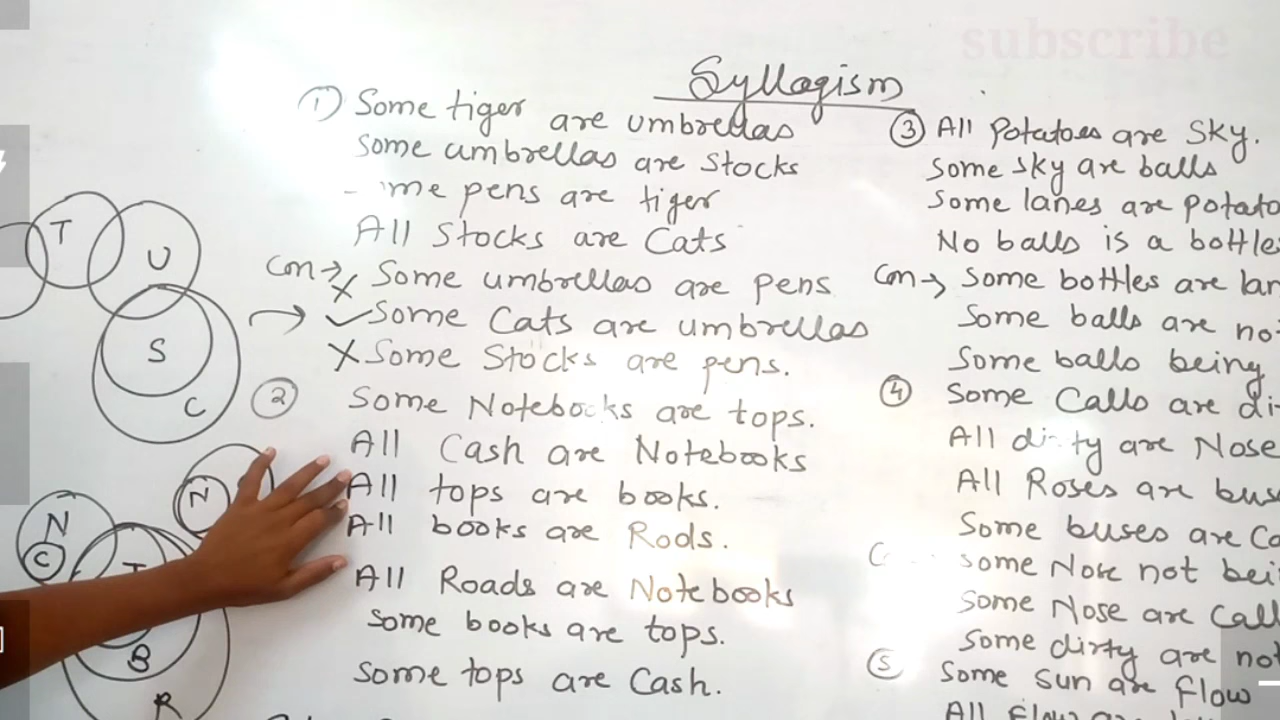 subscribe
Syllogism
① Some tiger are umbrellas
Some umbrellas are Stocks
me pens are tiger
All Stocks are Cats
Con → X Some umbrellas are pens
→ ✓ Some Cats are umbrellas
X Some Stocks are pens.
② Some Notebooks are tops.
All Cash are Notebooks
All tops are books.
All books are Rods.
All Roads are Notebooks
Some books are tops.
Some tops are Cash.
③ All Potatoes are Sky.
Some Sky are balls
Some lanes are potato
No balls is a bottle
Con → Some bottles are lan
Some balls are no
Some balls being
④ Some Calls are di
All dirty are Nose
All Roses are bus
Some buses are Ca
C Some Nose not bei
Some Nose are Call
Some dirty are not
⑤ Some Sun are flow
All
T
U
S
C
N
C
N
T
B
R